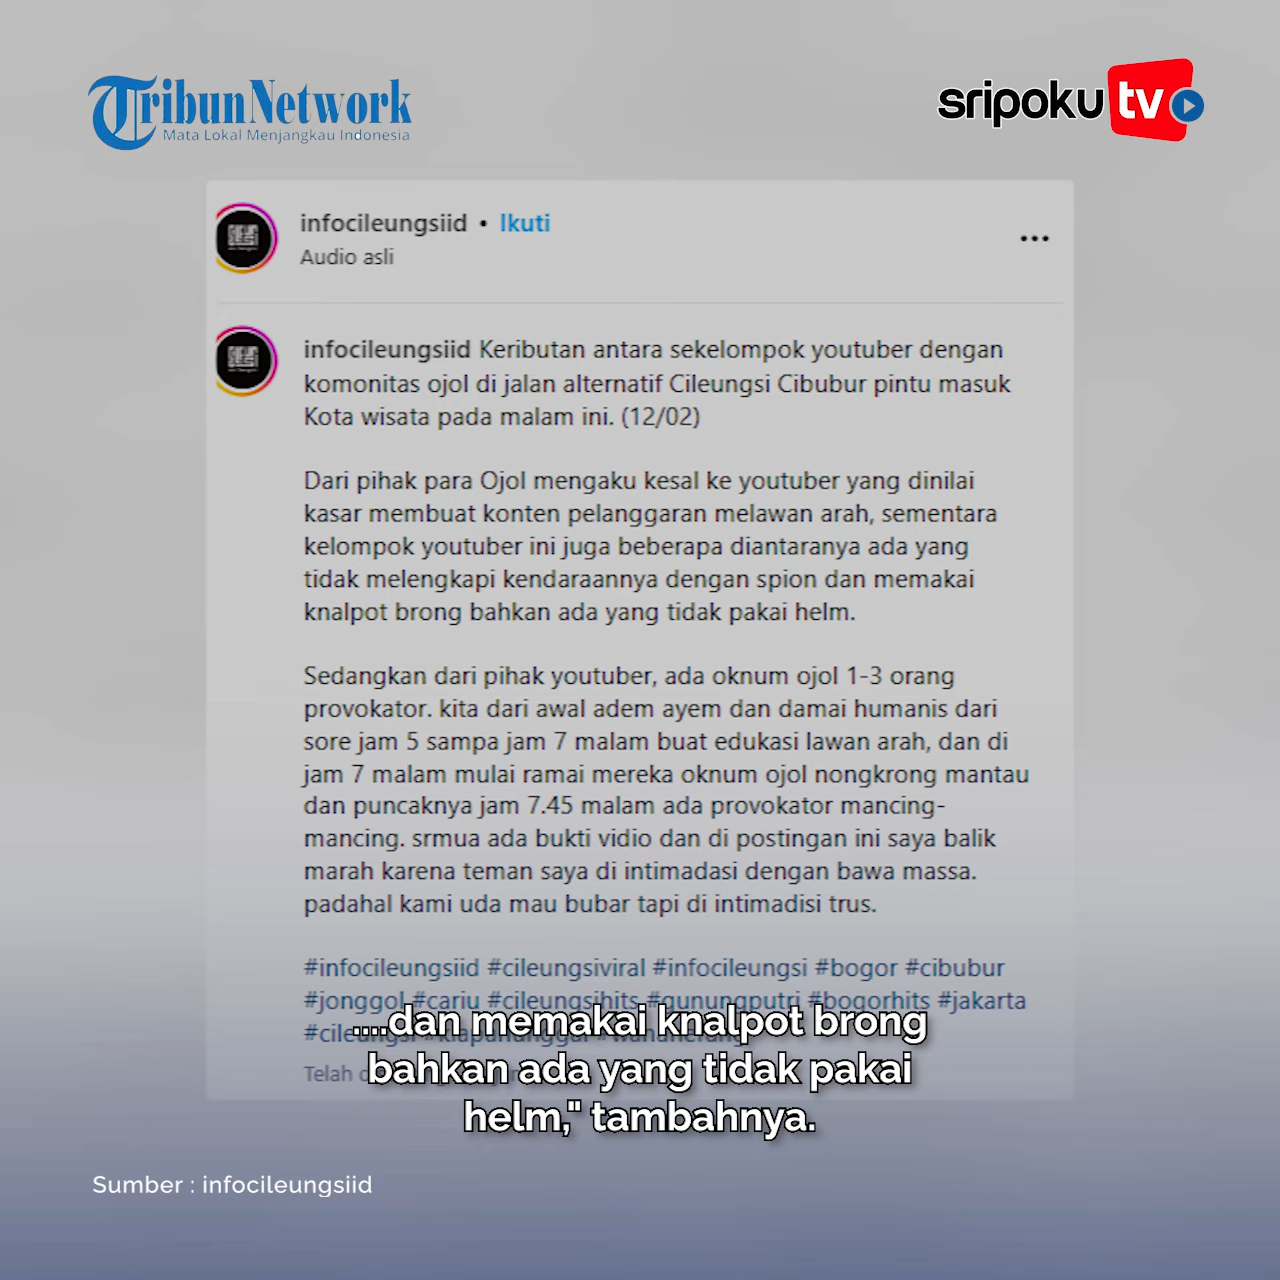 Tribun Network
Mata Lokal Menjangkau Indonesia
sripoku tv
infocileungsiid • Ikuti
Audio asli
infocileungsiid Keributan antara sekelompok youtuber dengan
komonitas ojol di jalan alternatif Cileungsi Cibubur pintu masuk
Kota wisata pada malam ini. (12/02)
Dari pihak para Ojol mengaku kesal ke youtuber yang dinilai
kasar membuat konten pelanggaran melawan arah, sementara
kelompok youtuber ini juga beberapa diantaranya ada yang
tidak melengkapi kendaraannya dengan spion dan memakai
knalpot brong bahkan ada yang tidak pakai helm.
Sedangkan dari pihak youtuber, ada oknum ojol 1-3 orang
provokator. kita dari awal adem ayem dan damai humanis dari
sore jam 5 sampa jam 7 malam buat edukasi lawan arah, dan di
jam 7 malam mulai ramai mereka oknum ojol nongkrong mantau
dan puncaknya jam 7.45 malam ada provokator mancing-
mancing. srmua ada bukti vidio dan di postingan ini saya balik
marah karena teman saya di intimadasi dengan bawa massa.
padahal kami uda mau bubar tapi di intimadisi trus.
#infocileungsiid #cileungsiviral #infocileungsi #bogor #cibubur
#jonggol #cariu #cileungsihits #gunungputri #bogorhits #jakarta
#cileungsi #klapanunggal #wanaherang
Telah
....dan memakai knalpot brong
bahkan ada yang tidak pakai
helm," tambahnya.
Sumber : infocileungsiid